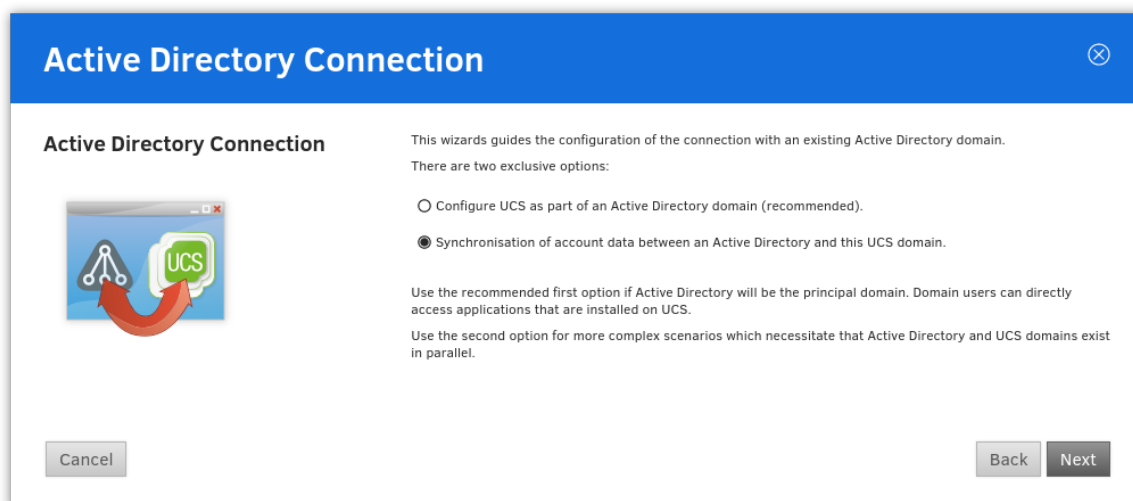 Active Directory Connection
Active Directory Connection
This wizards guides the configuration of the connection with an existing Active Directory domain.
There are two exclusive options:
Configure UCS as part of an Active Directory domain (recommended).
Synchronisation of account data between an Active Directory and this UCS domain.
UCS
Use the recommended first option if Active Directory will be the principal domain. Domain users can directly
access applications that are installed on UCS.
Use the second option for more complex scenarios which necessitate that Active Directory and UCS domains exist
in parallel.
Cancel
Back
Next